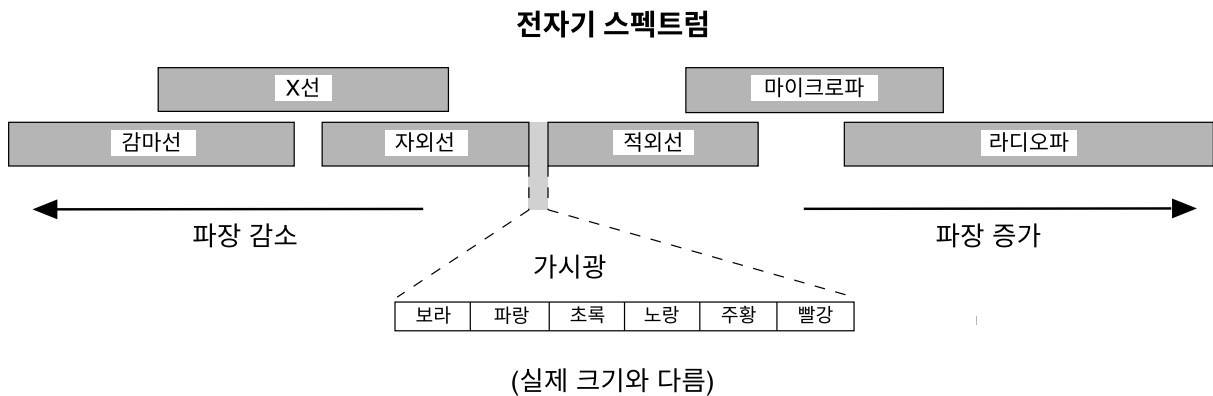 전자기 스펙트럼
X선
마이크로파
감마선
자외선
적외선
라디오파
파장 감소
파장 증가
가시광
보라 파랑 초록 노랑 주황 빨강
(실제 크기와 다름)